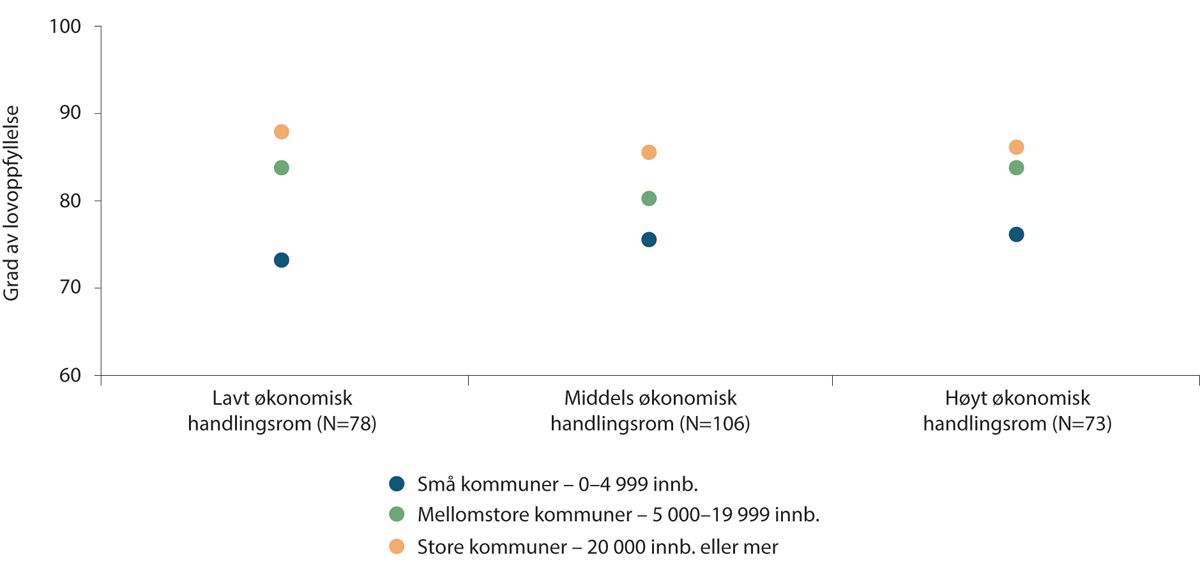 100
90
80
70
60
Grad av lovoppfyllelse
Lavt økonomisk
handlingsrom (N=78)
Middels økonomisk
handlingsrom (N=106)
Høyt økonomisk
handlingsrom (N=73)
Små kommuner – 0–4 999 innb.
Mellomstore kommuner – 5 000–19 999 innb.
Store kommuner – 20 000 innb. eller mer